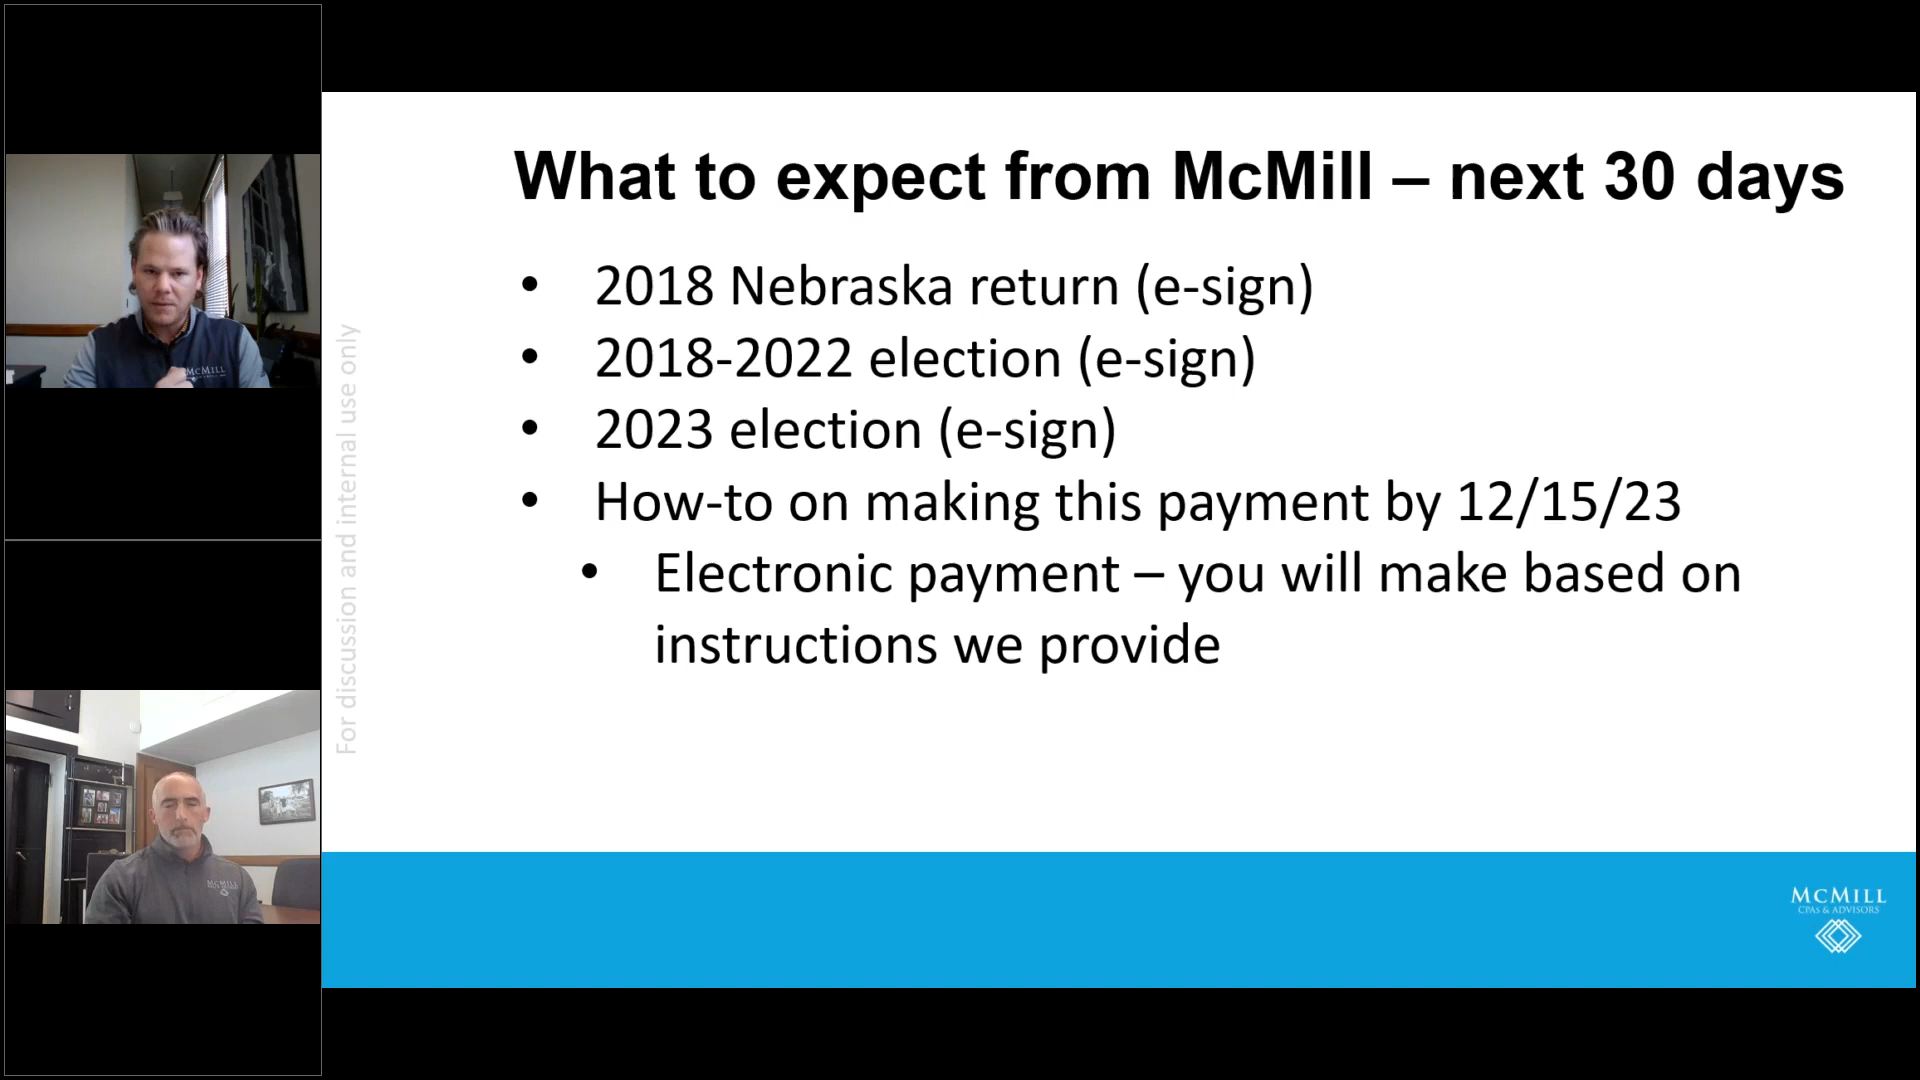 What to expect from McMill – next 30 days
• 2018 Nebraska return (e-sign)
• 2018-2022 election (e-sign)
• 2023 election (e-sign)
• How-to on making this payment by 12/15/23
• Electronic payment – you will make based on
instructions we provide
For discussion and internal use only
MCMILL
CPAS & ADVISORS
MCMILL
MCMILL